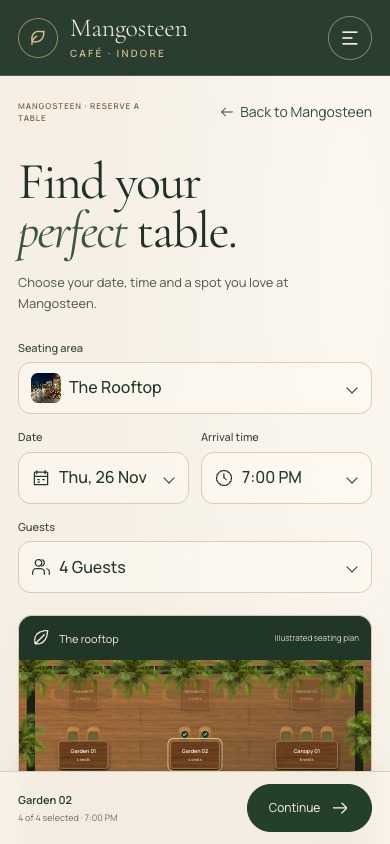 Mangosteen
CAFÉ · INDORE
MANGOSTEEN · RESERVE A
TABLE
← Back to Mangosteen
Find your
perfect table.
Choose your date, time and a spot you love at
Mangosteen.
Seating area
The Rooftop
Date
Arrival time
Thu, 26 Nov
7:00 PM
Guests
4 Guests
The rooftop
Illustrated seating plan
Garden 01
Garden 02
Canopy 01
Garden 02
4 of 4 selected · 7:00 PM
Continue →